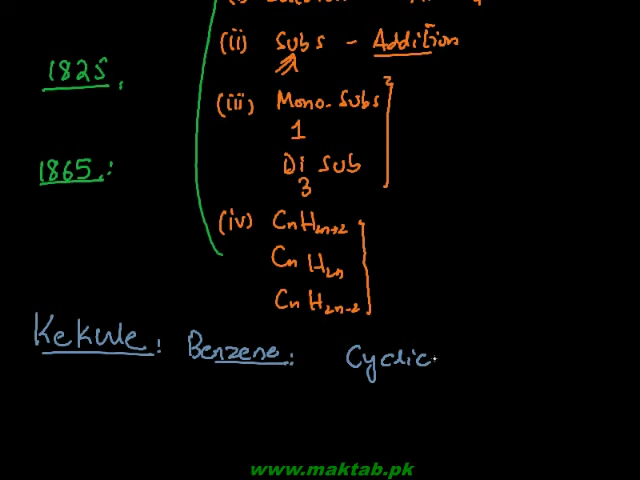 (ii) Subs - Addition
1825.
(iii) Mono-Subs
1
1865.:
Di Sub
3
(iv) CnH2n+2
CnH2n
CnH2n-2
Kekule: Benzene: Cyclic
www.maktab.pk